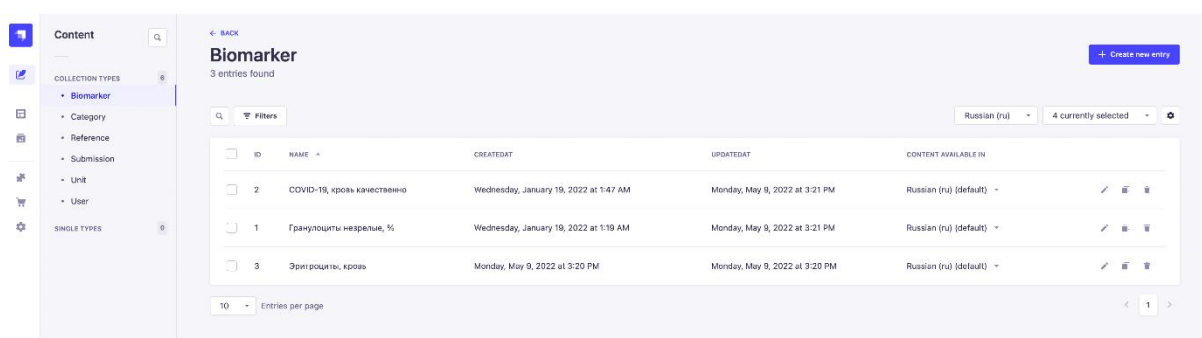 Content
COLLECTION TYPES 6
Biomarker
Category
Reference
Submission
Unit
User
SINGLE TYPES 0
BACK
Biomarker
3 entries found
Create new entry
Filters
Russian (ru)
4 currently selected
ID NAME CREATEDAT UPDATEDAT CONTENT AVAILABLE IN
2 COVID-19, кровь качественно Wednesday, January 19, 2022 at 1:47 AM Monday, May 9, 2022 at 3:21 PM Russian (ru) (default)
1 Гранулоциты незрелые, % Wednesday, January 19, 2022 at 1:19 AM Monday, May 9, 2022 at 3:21 PM Russian (ru) (default)
3 Эритроциты, кровь Monday, May 9, 2022 at 3:20 PM Monday, May 9, 2022 at 3:20 PM Russian (ru) (default)
10 Entries per page
1